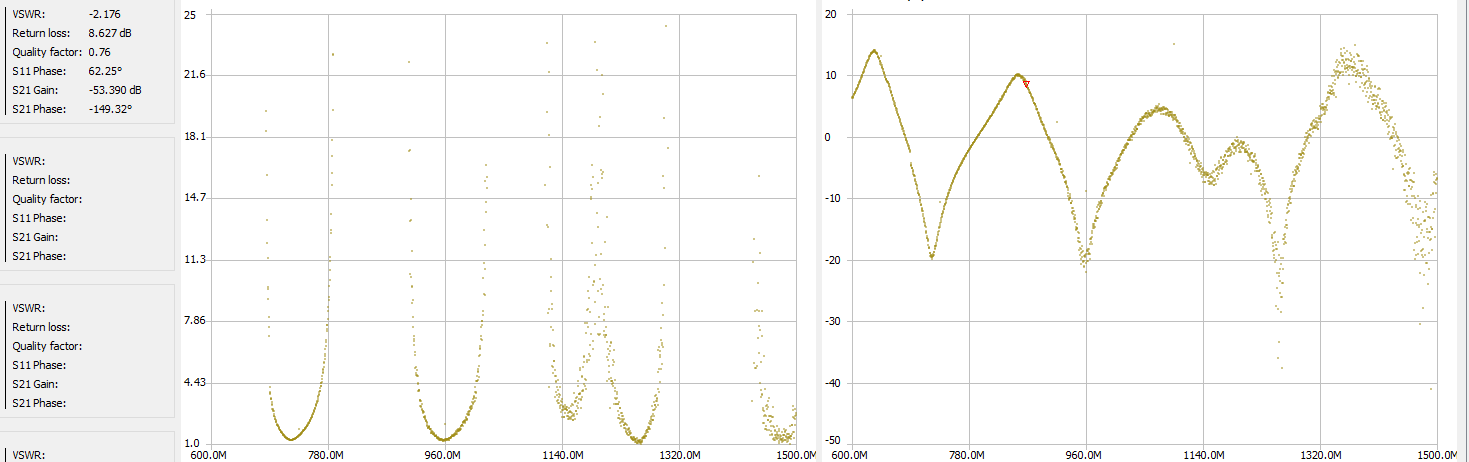 VSWR: -2.176
Return loss: 8.627 dB
Quality factor: 0.76
S11 Phase: 62.25°
S21 Gain: -53.390 dB
S21 Phase: -149.32°
VSWR:
Return loss:
Quality factor:
S11 Phase:
S21 Gain:
S21 Phase:
VSWR:
Return loss:
Quality factor:
S11 Phase:
S21 Gain:
S21 Phase:
VSWR:
25
21.6
18.1
14.7
11.3
7.86
4.43
1.0
600.0M 780.0M 960.0M 1140.0M 1320.0M 1500.0M
20
10
0
-10
-20
-30
-40
-50
600.0M 780.0M 960.0M 1140.0M 1320.0M 1500.0M